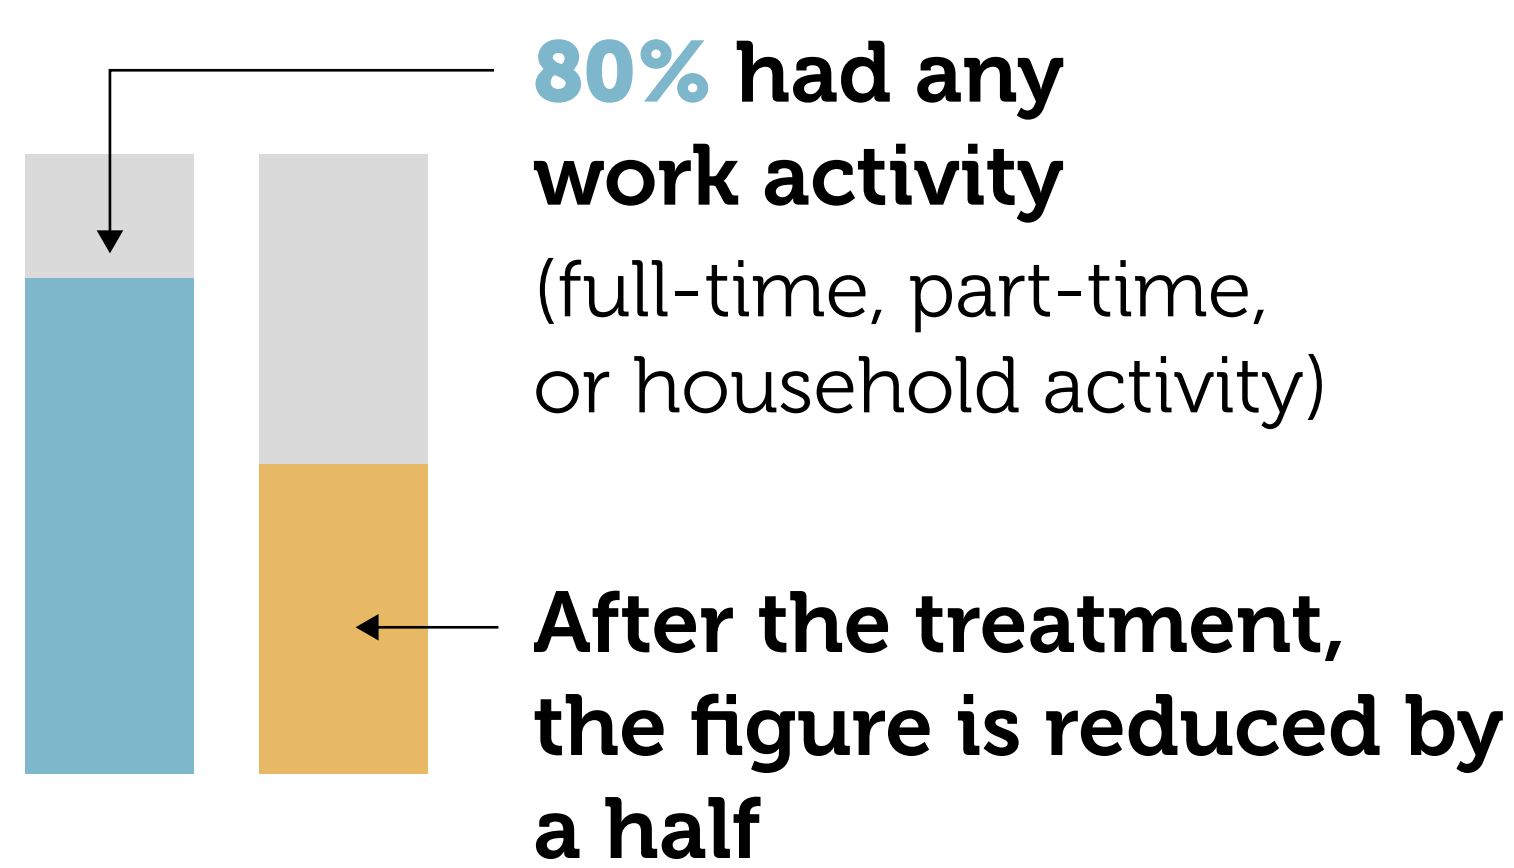 80% had any
work activity
(full-time, part-time,
or household activity)
After the treatment,
the figure is reduced by
a half